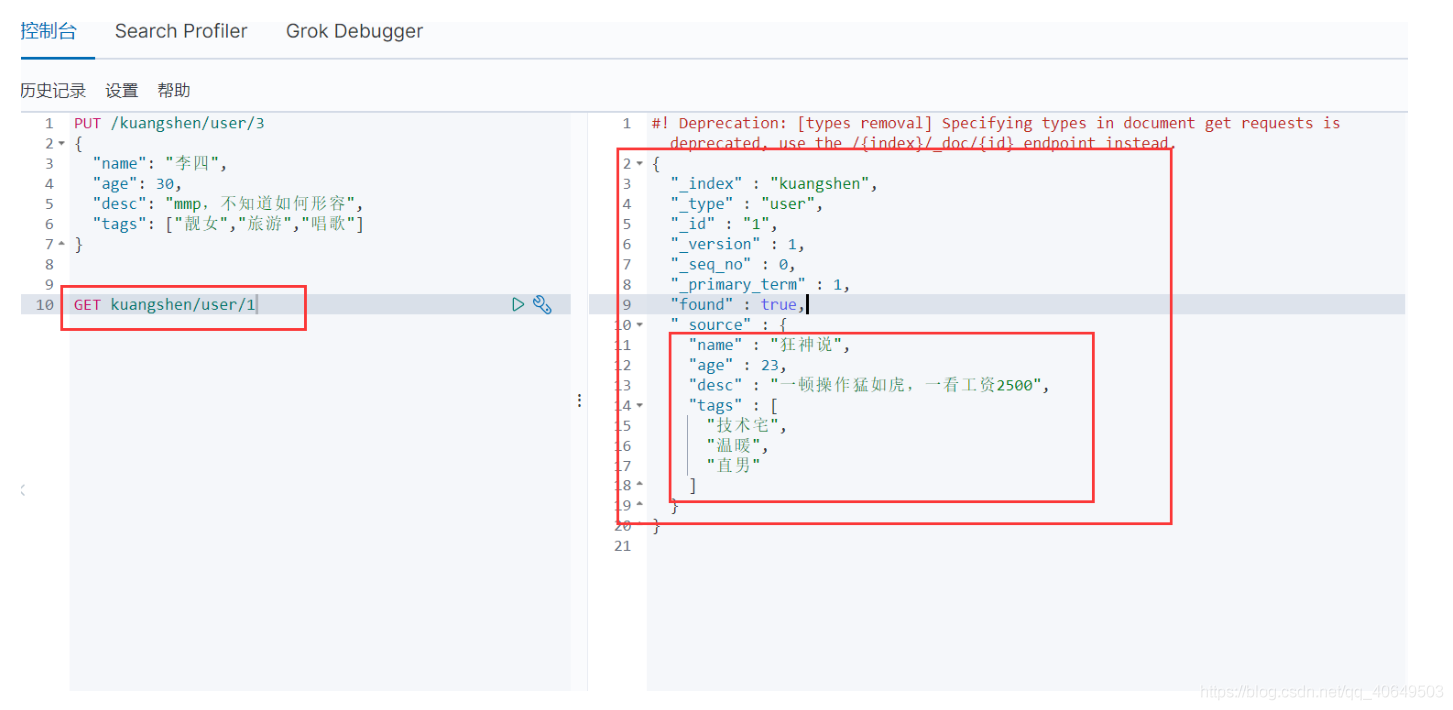 控制台 Search Profiler Grok Debugger
历史记录 设置 帮助
1 PUT /kuangshen/user/3
2 {
3 "name": "李四",
4 "age": 30,
5 "desc": "mmp，不知道如何形容",
6 "tags": ["靓女","旅游","唱歌"]
7 }
8
9
10 GET kuangshen/user/1
1 #! Deprecation: [types removal] Specifying types in document get requests is
deprecated, use the /{index}/_doc/{id} endpoint instead.
2 {
3 "_index" : "kuangshen",
4 "_type" : "user",
5 "_id" : "1",
6 "_version" : 1,
7 "_seq_no" : 0,
8 "_primary_term" : 1,
9 "found" : true,
10 "_source" : {
11 "name" : "狂神说",
12 "age" : 23,
13 "desc" : "一顿操作猛如虎，一看工资2500",
14 "tags" : [
15 "技术宅",
16 "温暖",
17 "直男"
18 ]
19 }
20 }
21
https://blog.csdn.net/qq_40649503